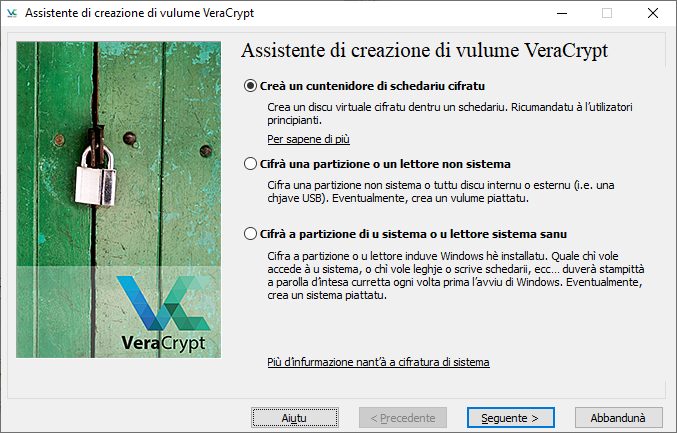 Assistente di creazione di vulume VeraCrypt
Assistente di creazione di vulume VeraCrypt
Creà un cuntenidore di schedariu cifratu
Crea un discu virtuale cifratu dentru un schedariu. Ricumandatu à l'utilizatori
principianti.
Per sapene di più
Cifrà una partizione o un lettore non sistema
Cifra una partizione non sistema o tuttu discu internu o esternu (i.e. una
chjave USB). Eventualmente, crea un vulume piattatu.
Cifrà a partizione di u sistema o u lettore sistema sanu
Cifra a partizione o u lettore induve Windows hè installatu. Quale chì vole
accede à u sistema, o chì vole leghje o scrive schedarii, ecc... duverà stampittà
a parolla d'intesa curretta ogni volta prima l'avviu di Windows. Eventualmente,
crea un sistema piattatu.
VeraCrypt
Più d'infurmazione nant'à a cifratura di sistema
Aiutu
< Precedente
Seguente >
Abbandunà